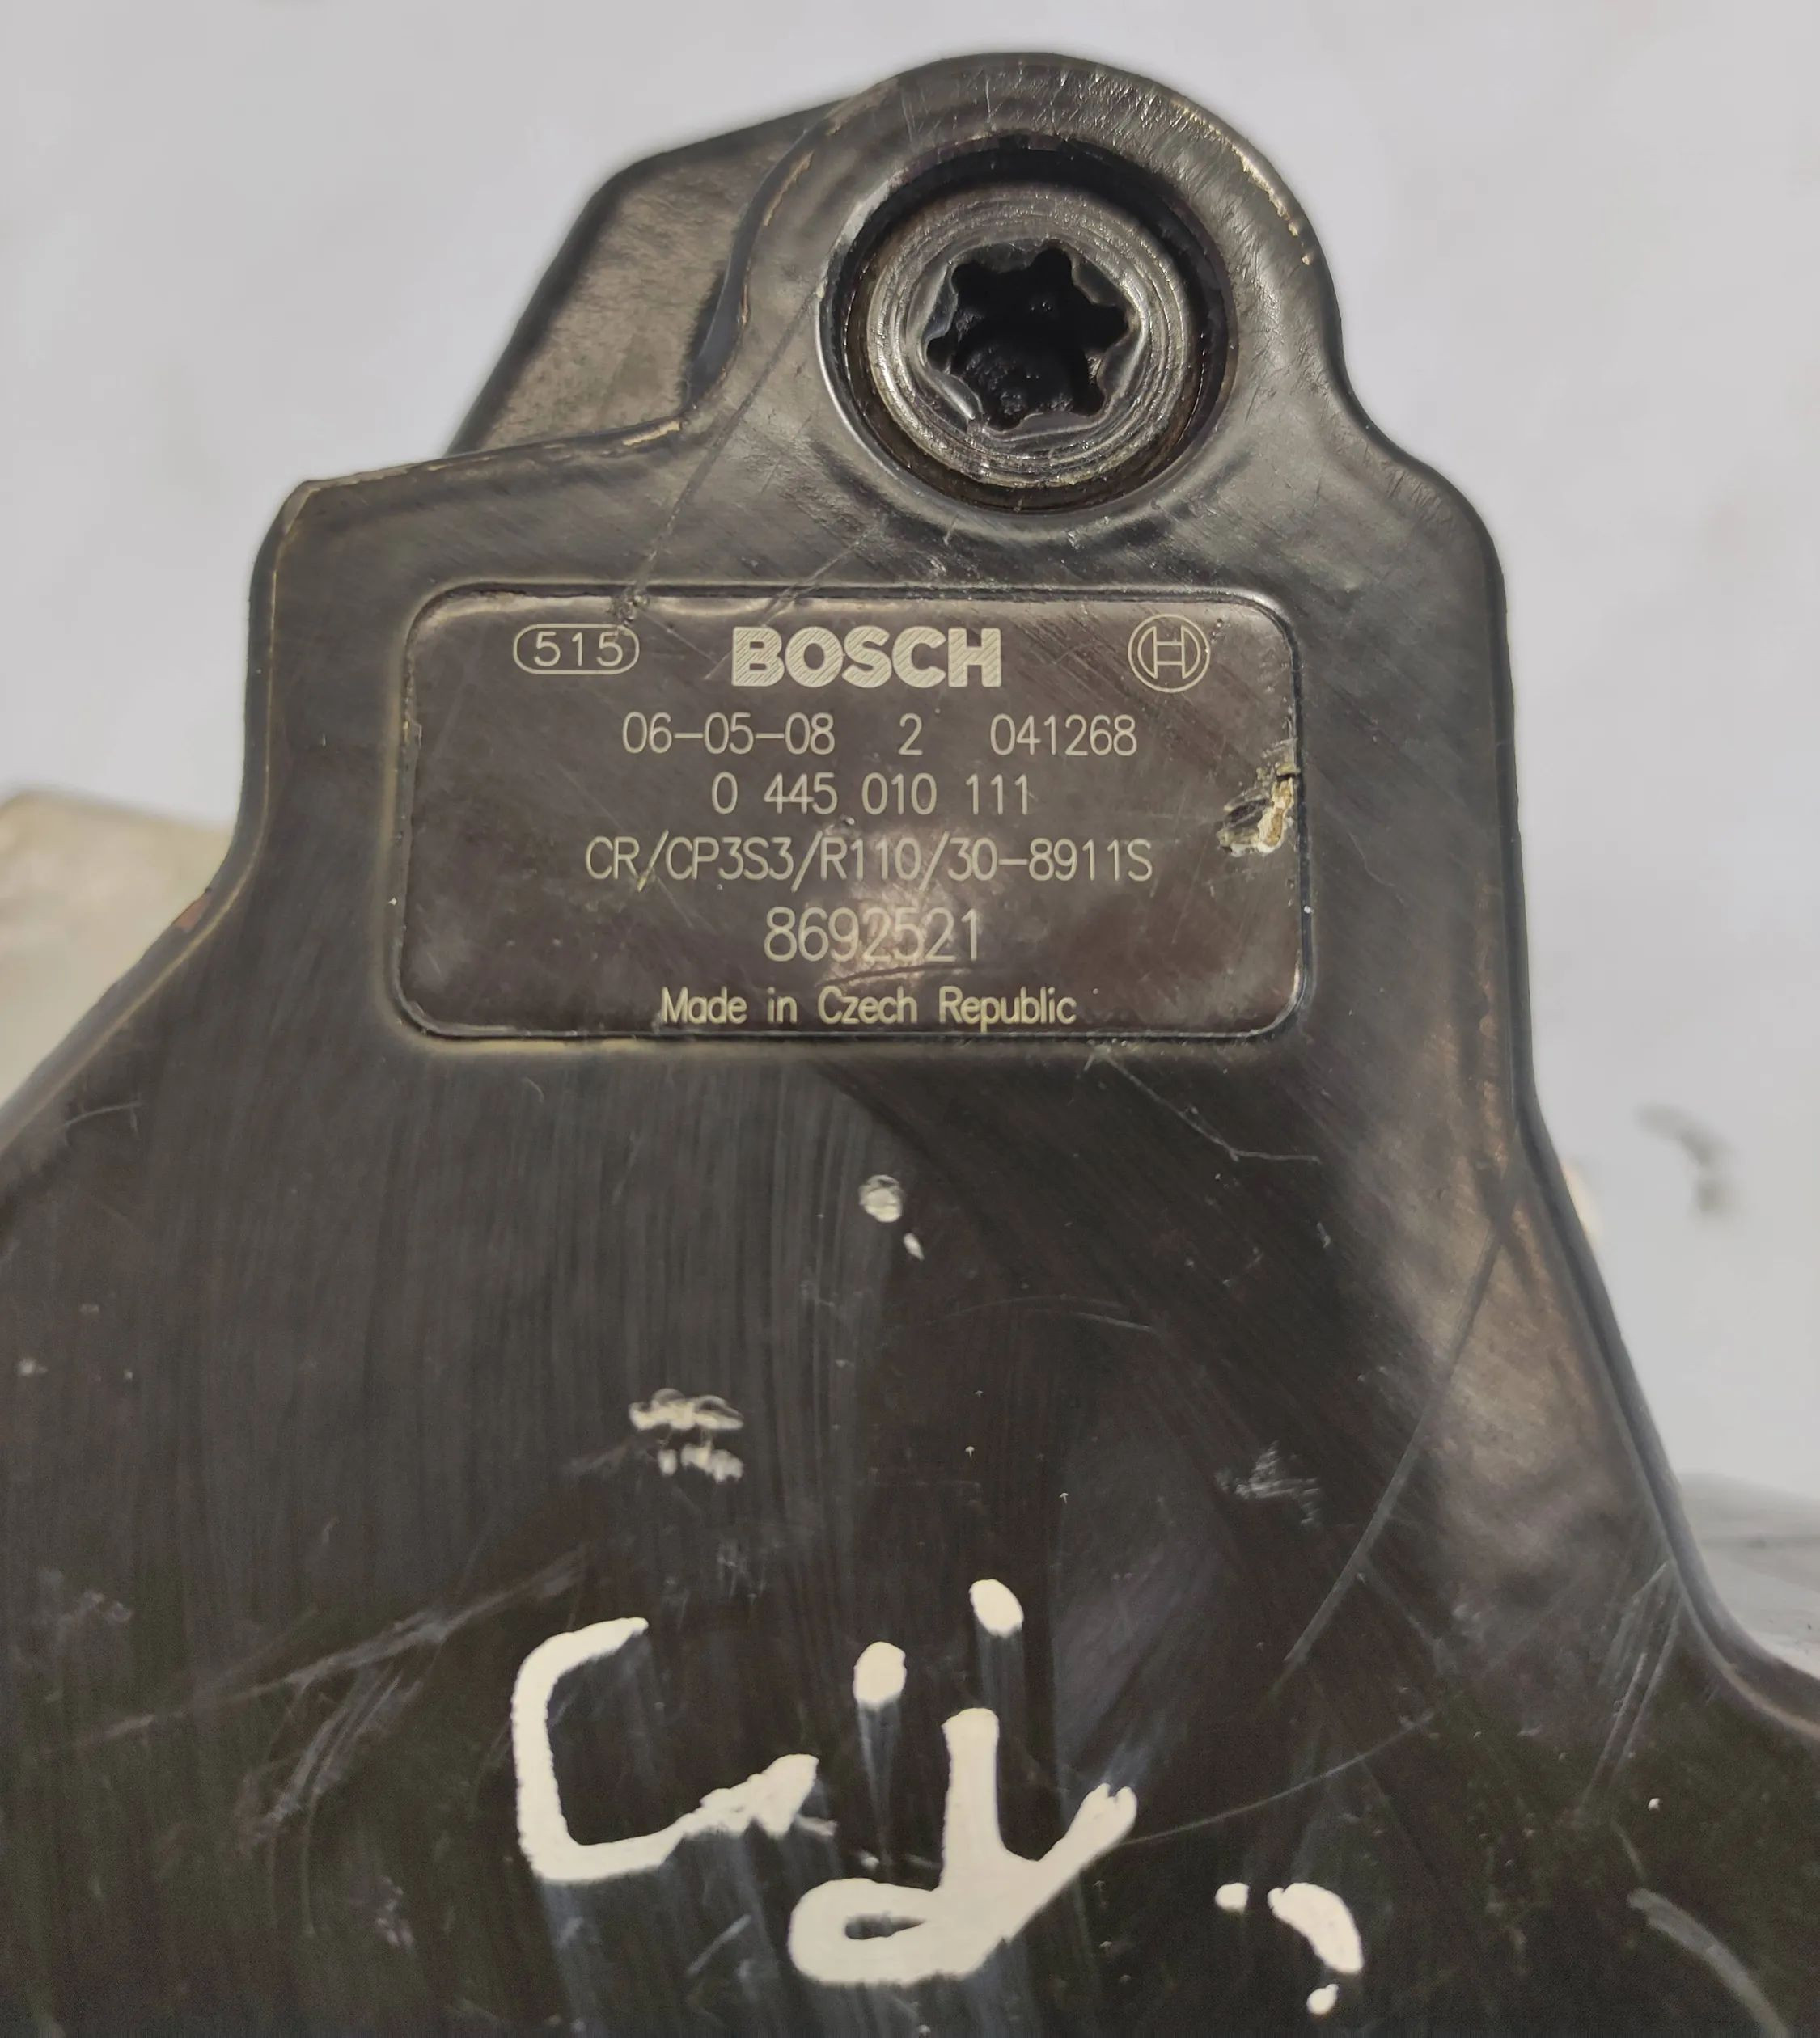 515 BOSCH
06-05-08 2 041268
0 445 010 111
CR/CP3S3/R110/30-8911S
8692521
Made in Czech Republic